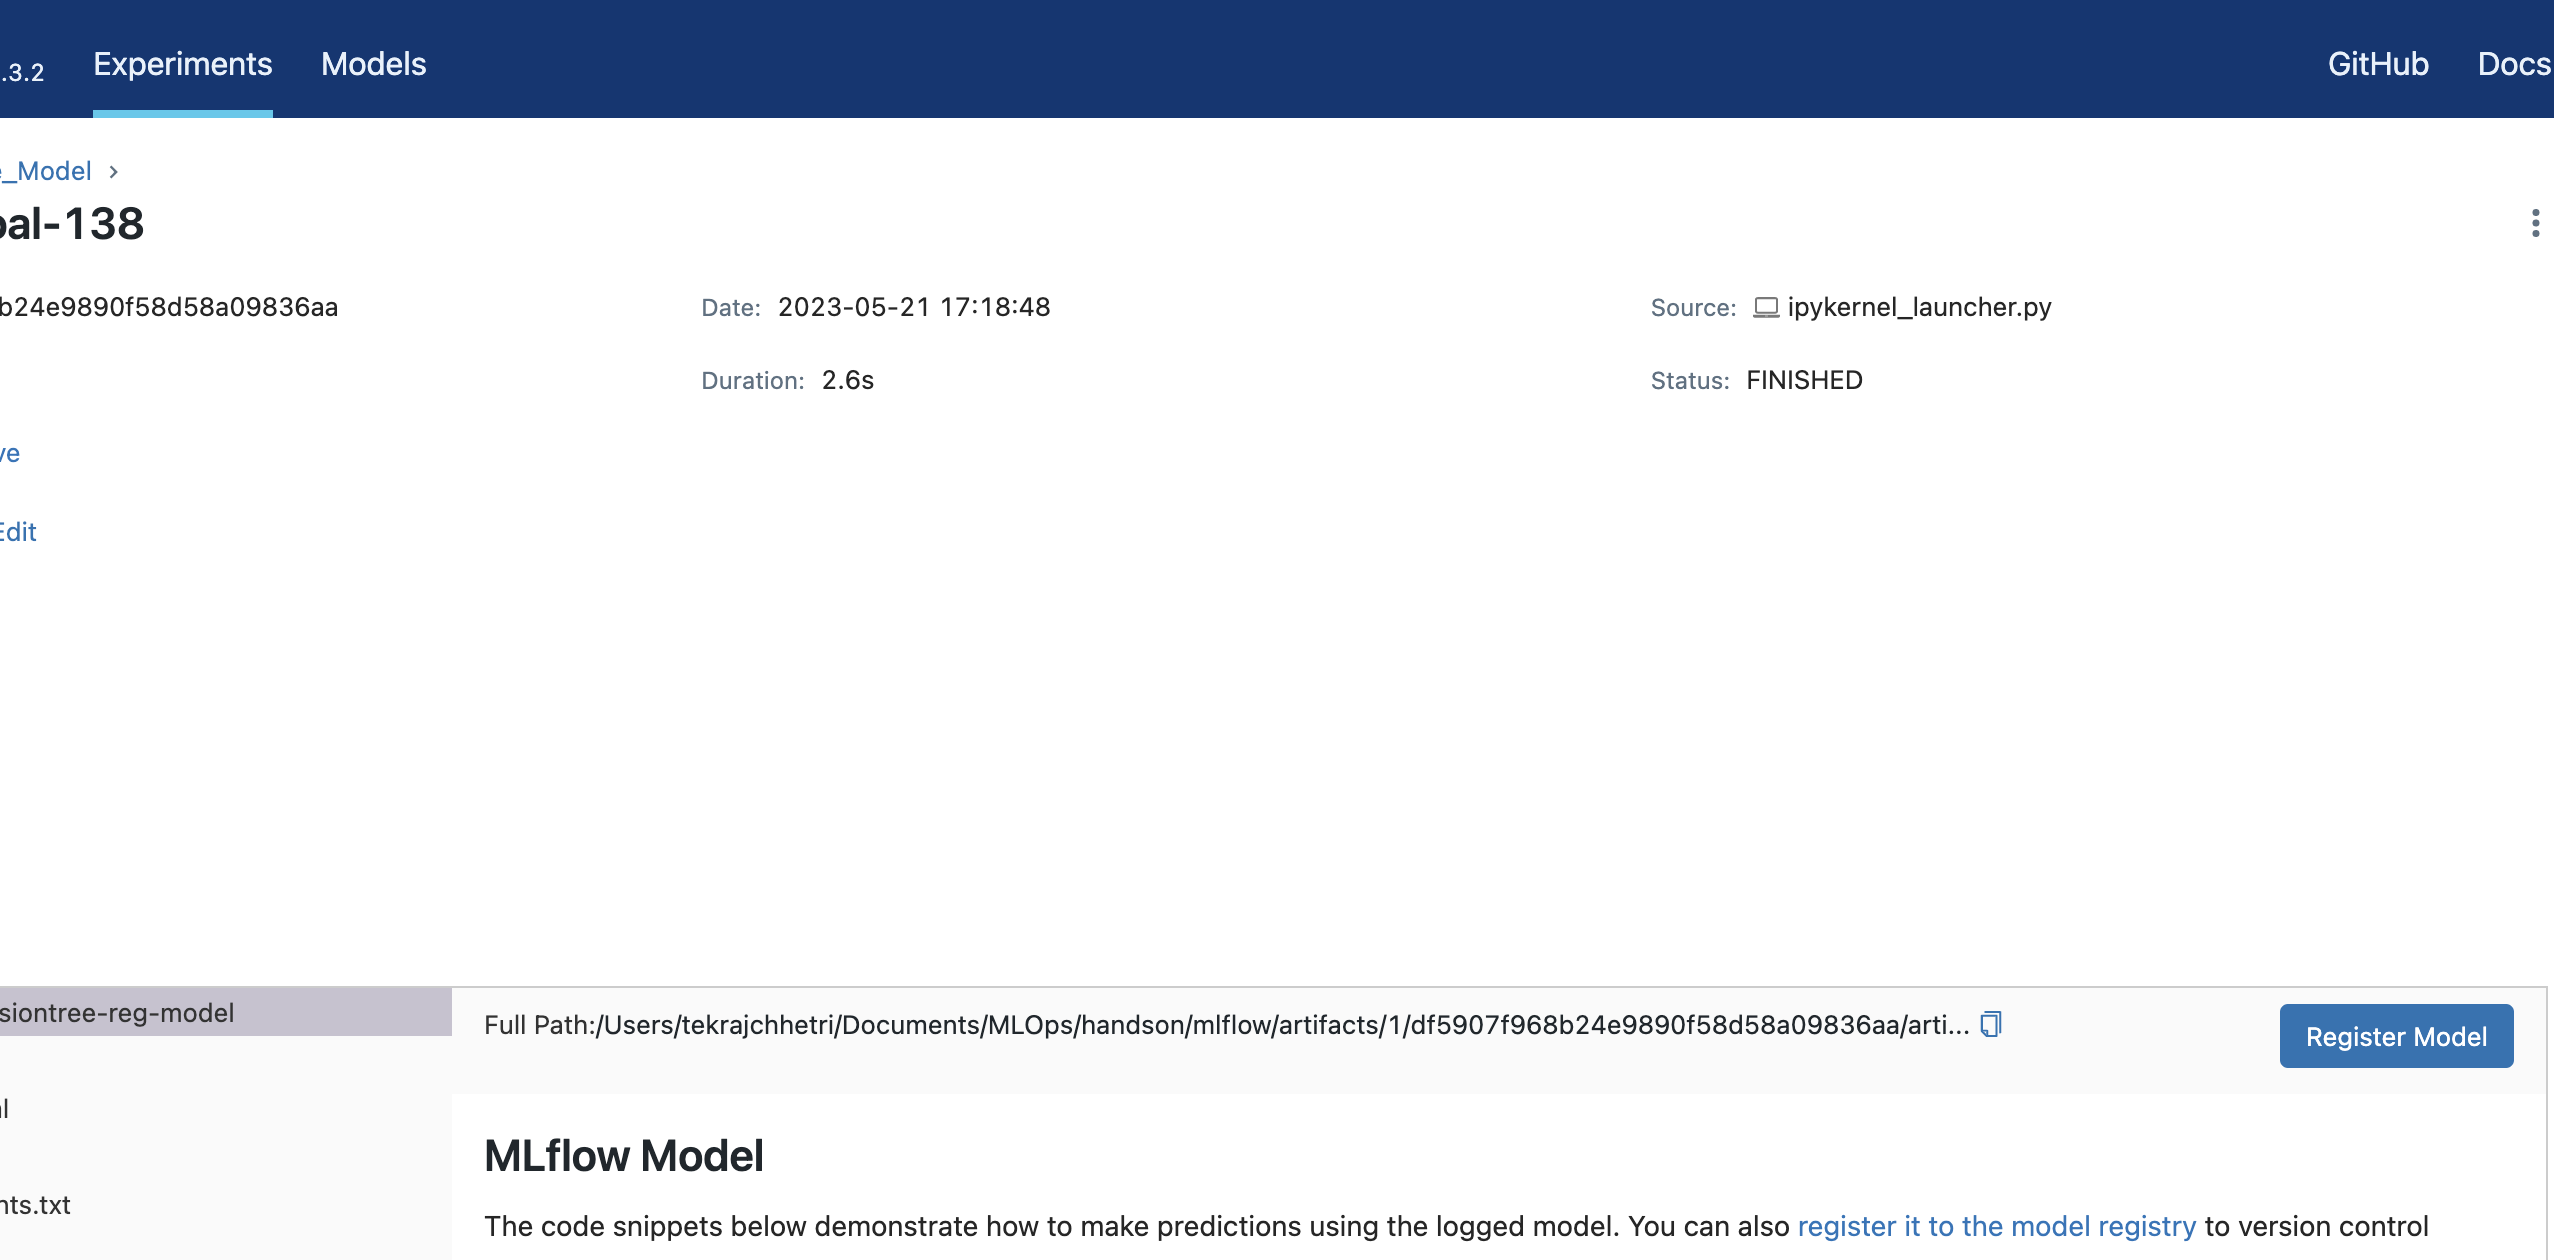 .3.2 Experiments Models GitHub Docs
_Model >
al-138
b24e9890f58d58a09836aa Date: 2023-05-21 17:18:48 Source: ipykernel_launcher.py
Duration: 2.6s Status: FINISHED
ve
Edit
siontree-reg-model
Full Path:/Users/tekrajchhetri/Documents/MLOps/handson/mlflow/artifacts/1/df5907f968b24e9890f58d58a09836aa/arti... Register Model
l
MLflow Model
nts.txt
The code snippets below demonstrate how to make predictions using the logged model. You can also register it to the model registry to version control